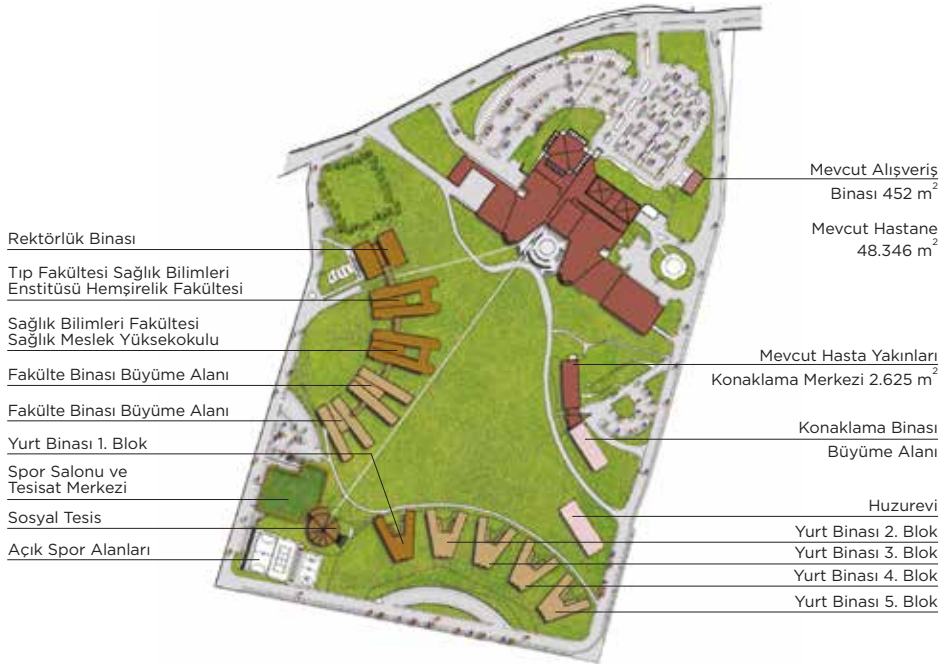 Rektörlük Binası
Tıp Fakültesi Sağlık Bilimleri
Enstitüsü Hemşirelik Fakültesi
Sağlık Bilimleri Fakültesi
Sağlık Meslek Yüksekokulu
Fakülte Binası Büyüme Alanı
Fakülte Binası Büyüme Alanı
Yurt Binası 1. Blok
Spor Salonu ve
Tesisat Merkezi
Sosyal Tesis
Açık Spor Alanları
Mevcut Alışveriş
Binası 452 m²
Mevcut Hastane
48.346 m²
Mevcut Hasta Yakınları
Konaklama Merkezi 2.625 m²
Konaklama Binası
Büyüme Alanı
Huzurevi
Yurt Binası 2. Blok
Yurt Binası 3. Blok
Yurt Binası 4. Blok
Yurt Binası 5. Blok